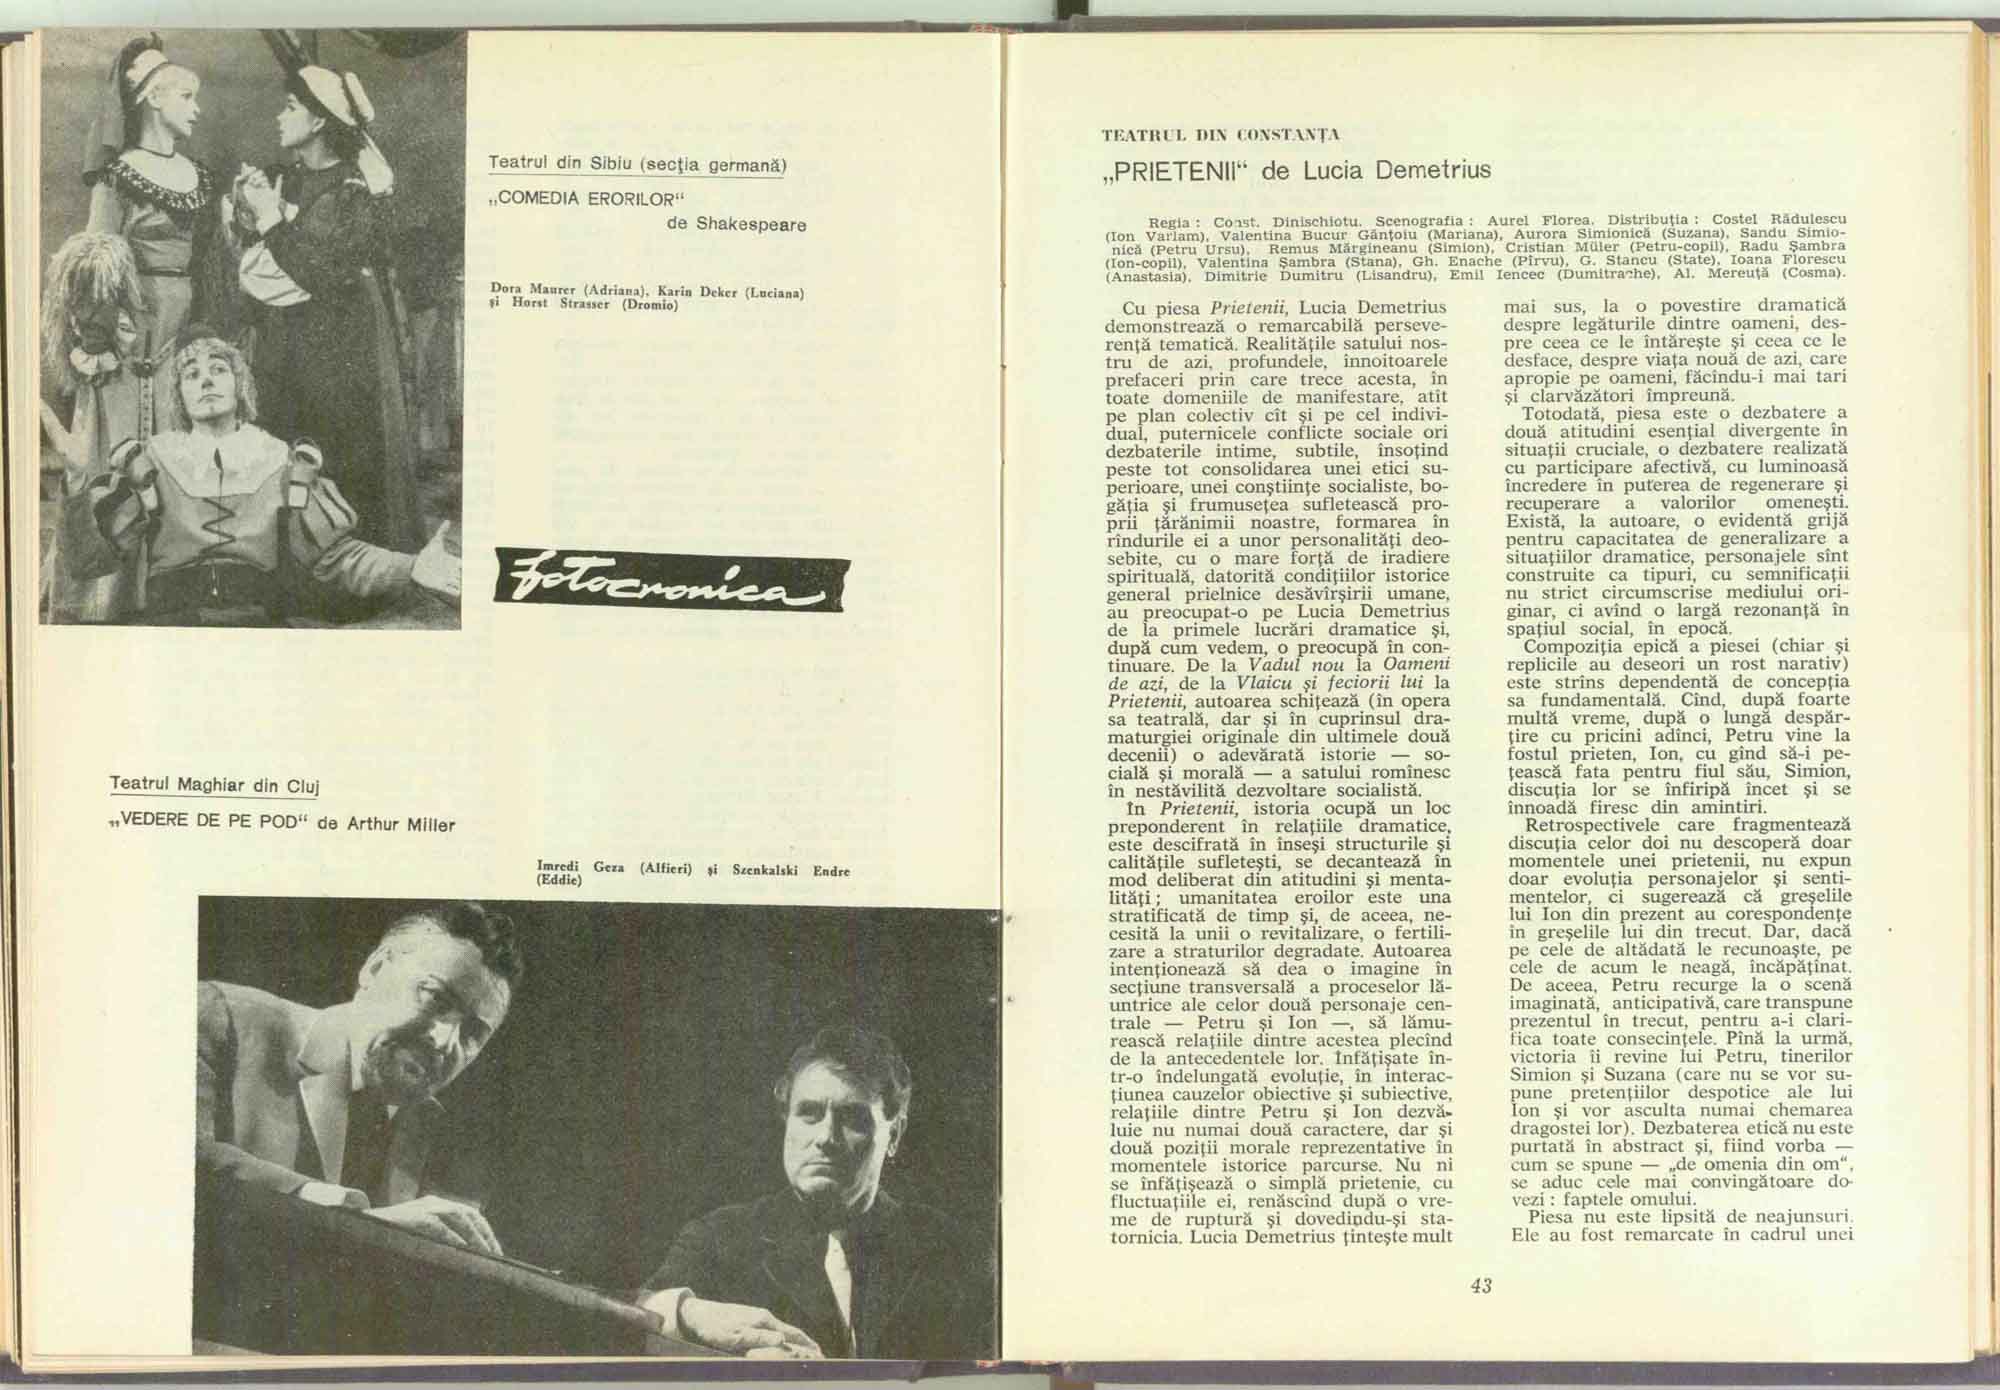 Teatrul din Sibiu (secţia germană)
„COMEDIA ERORILOR“
de Shakespeare
Dora Maurer (Adriana), Karin Deker (Luciana)
şi Horst Strasser (Dromio)
fotocronica
Teatrul Maghiar din Cluj
„VEDERE DE PE POD“ de Arthur Miller
Imredi Geza (Alfieri) şi Szenkalski Endre
(Eddie)
TEATRUL DIN CONSTANŢA
„PRIETENII“ de Lucia Demetrius
Regia : Const. Dinischiotu. Scenografia : Aurel Florea. Distribuţia : Costel Rădulescu
(Ion Varlam), Valentina Bucur Gănţoiu (Mariana), Aurora Simionică (Suzana), Sandu Simio-
nică (Petru Ursu), Remus Mărgineanu (Simion), Cristian Müler (Petru-copil), Radu Şambra
(Ion-copil), Valentina Şambra (Stana), Gh. Enache (Pîrvu), G. Stancu (State), Ioana Florescu
(Anastasia), Dimitrie Dumitru (Lisandru), Emil Iencec (Dumitrache), Al. Mereuţă (Cosma).
Cu piesa Prietenii, Lucia Demetrius
demonstrează o remarcabilă perseve-
renţă tematică. Realităţile satului nos-
tru de azi, profundele, înnoitoarele
prefaceri prin care trece acesta, în
toate domeniile de manifestare, atît
pe plan colectiv cît şi pe cel indivi-
dual, puternicele conflicte sociale ori
dezbaterile intime, subtile, însoţind
peste tot consolidarea unei etici su-
perioare, unei conştiinţe socialiste, bo-
găţia şi frumuseţea sufletească pro-
prii ţărănimii noastre, formarea în
rîndurile ei a unor personalităţi deo-
sebite, cu o mare forţă de iradiere
spirituală, datorită condiţiilor istorice
general prielnice desăvîrşirii umane,
au preocupat-o pe Lucia Demetrius
de la primele lucrări dramatice şi,
după cum vedem, o preocupă în con-
tinuare. De la Vadul nou la Oameni
de azi, de la Vlaicu şi feciorii lui la
Prietenii, autoarea schiţează (în opera
sa teatrală, dar şi în cuprinsul dra-
maturgiei originale din ultimele două
decenii) o adevărată istorie — so-
cială şi morală — a satului romînesc
în nestăvilită dezvoltare socialistă.
În Prietenii, istoria ocupă un loc
preponderent în relaţiile dramatice,
este descifrată în înseşi structurile şi
calităţile sufleteşti, se decantează în
mod deliberat din atitudini şi menta-
lităţi ; umanitatea eroilor este una
stratificată de timp şi, de aceea, ne-
cesită la unii o revitalizare, o fertili-
zare a straturilor degradate. Autoarea
intenţionează să dea o imagine în
secţiune transversală a proceselor lă-
untrice ale celor două personaje cen-
trale — Petru şi Ion —, să lămu-
rească relaţiile dintre acestea plecînd
de la antecedentele lor. Înfăţişate în-
tr-o îndelungată evoluţie, în interac-
ţiunea cauzelor obiective şi subiective,
relaţiile dintre Petru şi Ion dezvă-
luie nu numai două caractere, dar şi
două poziţii morale reprezentative în
momentele istorice parcurse. Nu ni
se înfăţişează o simplă prietenie, cu
fluctuaţiile ei, renăscînd după o vre-
me de ruptură şi dovedindu-şi sta-
tornicia. Lucia Demetrius ţinteşte mult
mai sus, la o povestire dramatică
despre legăturile dintre oameni, des-
pre ceea ce le întăreşte şi ceea ce le
desface, despre viaţa nouă de azi, care
apropie pe oameni, făcîndu-i mai tari
şi clarvăzători împreună.
Totodată, piesa este o dezbatere a
două atitudini esenţial divergente în
situaţii cruciale, o dezbatere realizată
cu participare afectivă, cu luminoasă
încredere în puterea de regenerare şi
recuperare a valorilor omeneşti.
Există, la autoare, o evidentă grijă
pentru capacitatea de generalizare a
situaţiilor dramatice, personajele sînt
construite ca tipuri, cu semnificaţii
nu strict circumscrise mediului ori-
ginar, ci avînd o largă rezonanţă în
spaţiul social, în epocă.
Compoziţia epică a piesei (chiar şi
replicile au deseori un rost narativ)
este strîns dependentă de concepţia
sa fundamentală. Cînd, după foarte
multă vreme, după o lungă despăr-
ţire cu pricini adînci, Petru vine la
fostul prieten, Ion, cu gînd să-i pe-
ţească fata pentru fiul său, Simion,
discuţia lor se înfiripă încet şi se
înnoadă firesc din amintiri.
Retrospectivele care fragmentează
discuţia celor doi nu descoperă doar
momentele unei prietenii, nu expun
doar evoluţia personajelor şi senti-
mentelor, ci sugerează că greşelile
lui Ion din prezent au corespondenţe
în greşelile lui din trecut. Dar, dacă
pe cele de altădată le recunoaşte, pe
cele de acum le neagă, încăpăţînat.
De aceea, Petru recurge la o scenă
imaginată, anticipativă, care transpune
prezentul în trecut, pentru a-i clari-
fica toate consecinţele. Pînă la urmă,
victoria îi revine lui Petru, tinerilor
Simion şi Suzana (care nu se vor su-
pune pretenţiilor despotice ale lui
Ion şi vor asculta numai chemarea
dragostei lor). Dezbaterea etică nu este
purtată în abstract şi, fiind vorba —
cum se spune — „de omenia din om“,
se aduc cele mai convingătoare do-
vezi : faptele omului.
Piesa nu este lipsită de neajunsuri.
Ele au fost remarcate în cadrul unei
43